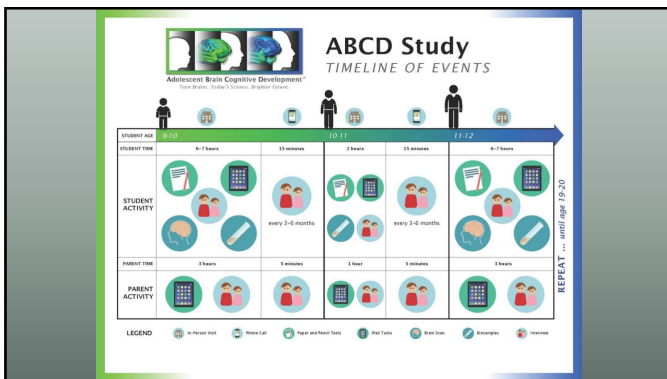 ABCD Study
TIMELINE OF EVENTS
Adolescent Brain Cognitive Development®
Teen Brains. Today's Science. Brighter Future.
STUDENT AGE 9-10 10-11 11-12
STUDENT TIME 6-7 hours 15 minutes 2 hours 15 minutes 6-7 hours
STUDENT ACTIVITY
every 3-6 months every 3-6 months
PARENT TIME 3 hours 5 minutes 1 hour 5 minutes 3 hours
PARENT ACTIVITY
REPEAT ... until age 19-20
LEGEND In-Person Visit Phone Call Paper and Pencil Tests iPad Tasks Brain Scan Biosamples Interview